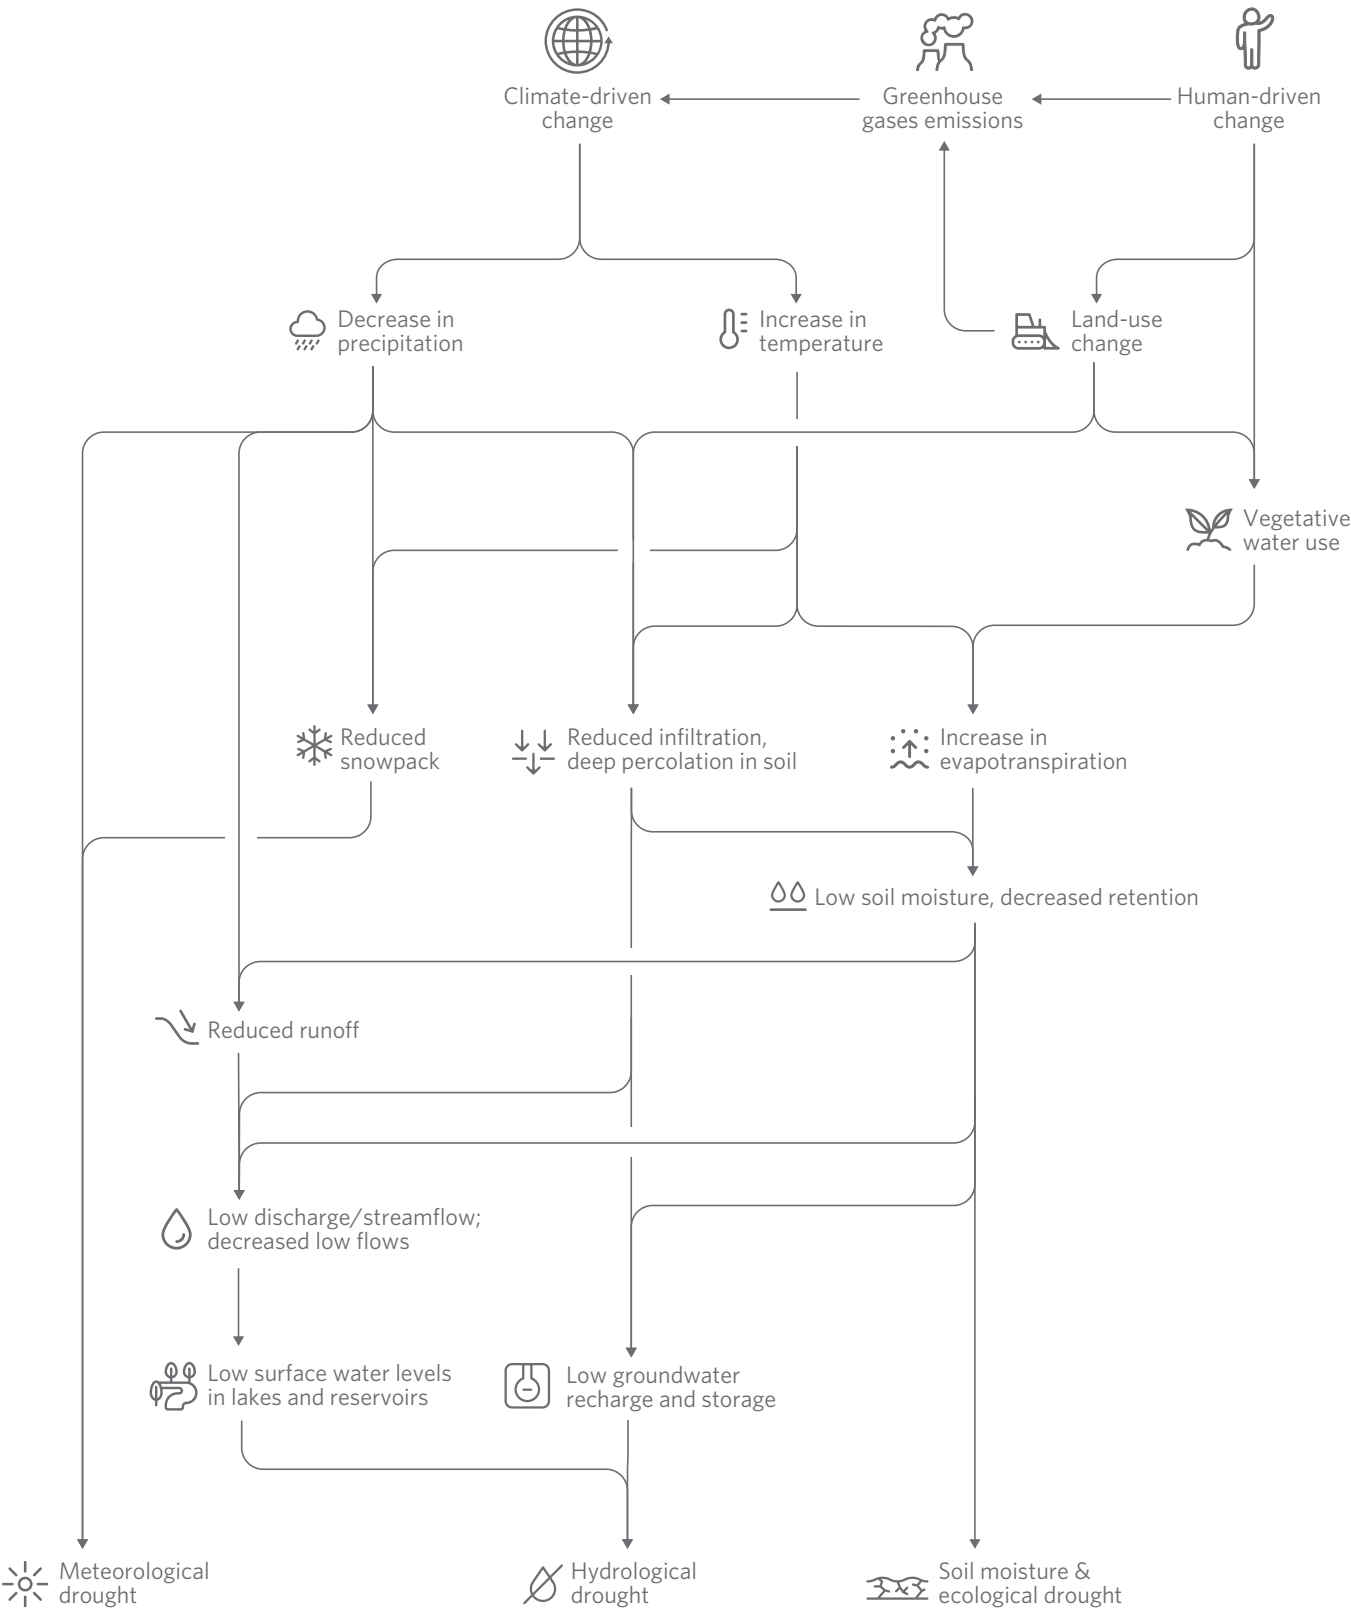 Climate-driven
change
Greenhouse
gases emissions
Human-driven
change
Decrease in
precipitation
Increase in
temperature
Land-use
change
Vegetative
water use
Reduced
snowpack
Reduced infiltration,
deep percolation in soil
Increase in
evapotranspiration
Low soil moisture, decreased retention
Reduced runoff
Low discharge/streamflow;
decreased low flows
Low surface water levels
in lakes and reservoirs
Low groundwater
recharge and storage
Meteorological
drought
Hydrological
drought
Soil moisture &
ecological drought